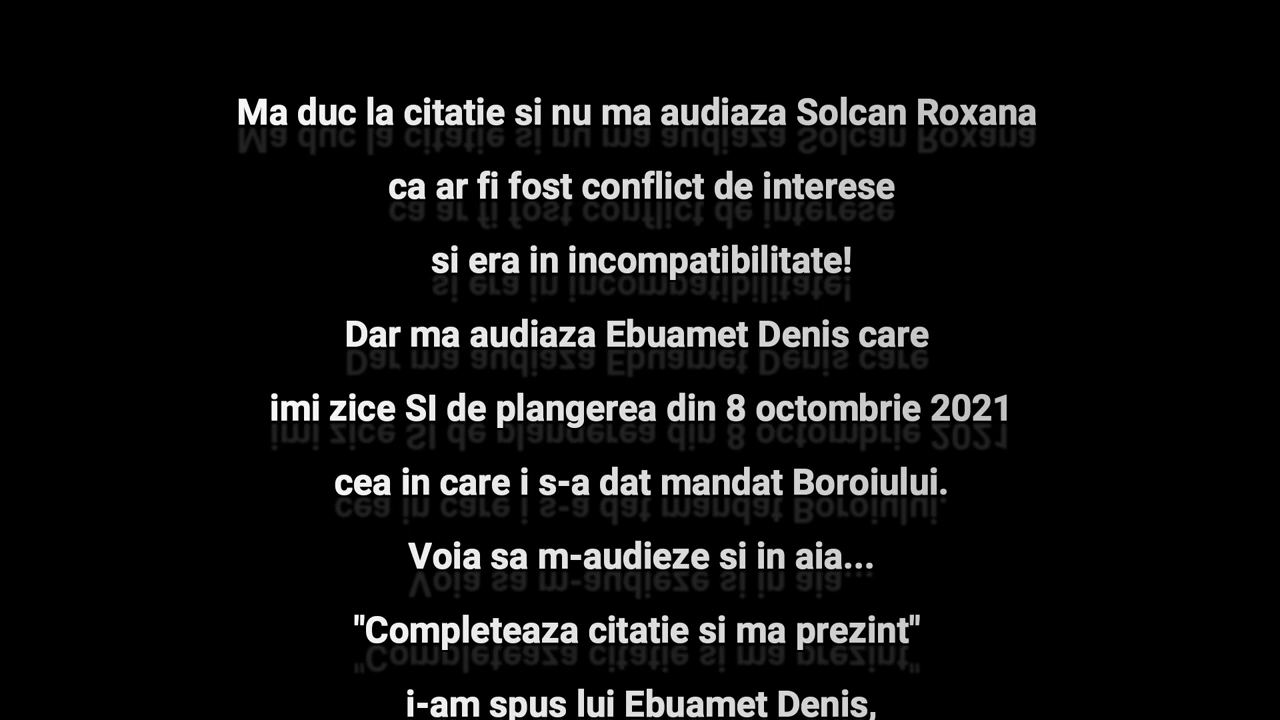 Ma duc la citatie si nu ma audiaza Solcan Roxana
ca ar fi fost conflict de interese
si era in incompatibilitate!
Dar ma audiaza Ebuamet Denis care
imi zice SI de plangerea din 8 octombrie 2021
cea in care i s-a dat mandat Boroiului.
Voia sa m-audieze si in aia...
"Completeaza citatie si ma prezint"
i-am spus lui Ebuamet Denis,